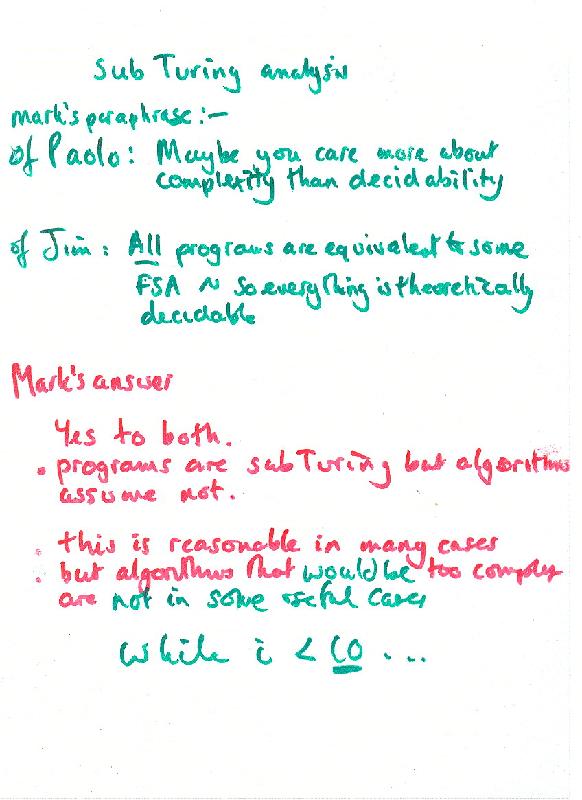 Sub Turing analysis
Mark's paraphrase:-
of Paolo: Maybe you care more about
complexity than decidability
of Jim: All programs are equivalent to some
FSA ~ so everything is theoretically
decidable
Mark's answer
Yes to both.
• programs are sub Turing but algorithms
assume not.
• this is reasonable in many cases
• but algorithms that would be too complex
are not in some useful cases
while i < 10 ...